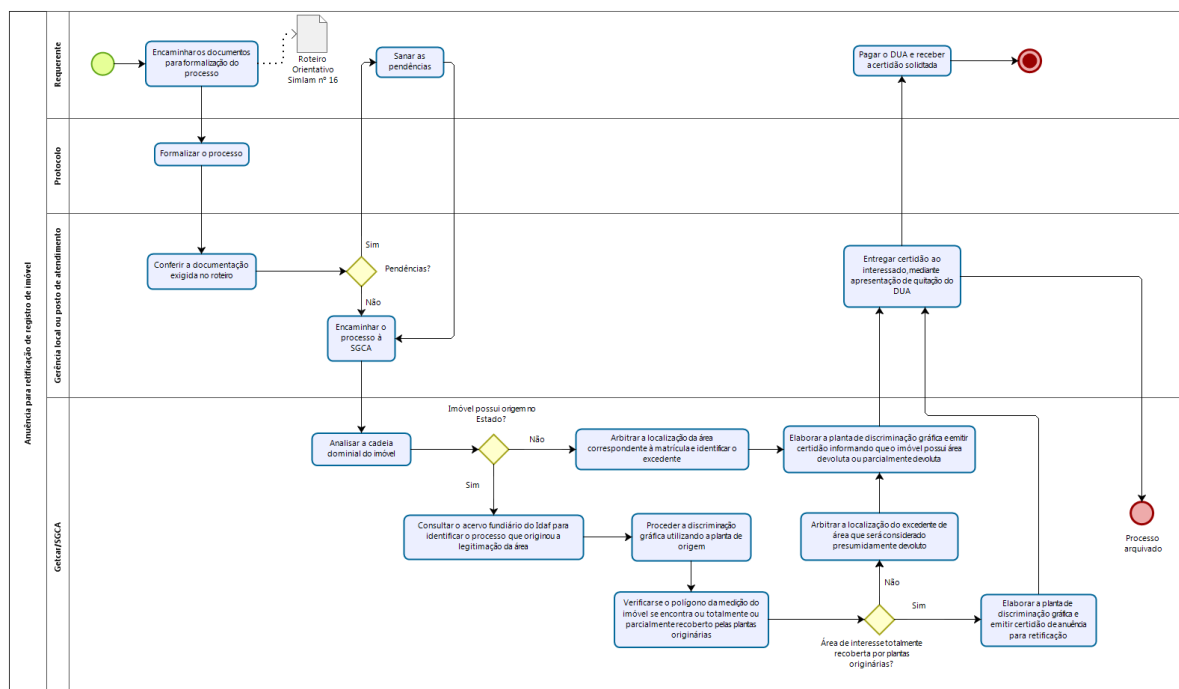 Anuência para retificação de registro de imóvel
Requerente
Encaminhar os documentos
para formalização do
processo
Roteiro
Orientativo
Simlam nº 16
Sanar as
pendências
Pagar o DUA e receber
a certidão solicitada
Protocolo
Formalizar o processo
Gerência local ou posto de atendimento
Conferir a documentação
exigida no roteiro
Sim
Pendências?
Não
Encaminhar o
processo à
SGCA
Entregar certidão ao
interessado, mediante
apresentação de quitação do
DUA
Getcar/SGCA
Analisar a cadeia
dominial do imóvel
Imóvel possui origem no
Estado?
Não
Sim
Arbitrar a localização da área
correspondente à matrícula e identificar o
excedente
Elaborar a planta de discriminação gráfica e emitir
certidão informando que o imóvel possui área
devoluta ou parcialmente devoluta
Consultar o acervo fundiário do Idaf para
identificar o processo que originou a
legitimação da área
Proceder a discriminação
gráfica utilizando a planta de
origem
Arbitrar a localização do excedente de
área que será considerado
presumidamente devoluto
Processo
arquivado
Verificar se o polígono da medição do
imóvel se encontra ou totalmente ou
parcialmente recoberto pelas plantas
originárias
Não
Sim
Área de interesse totalmente
recoberta por plantas
originárias?
Elaborar a planta de
discriminação gráfica e
emitir certidão de anuência
para retificação